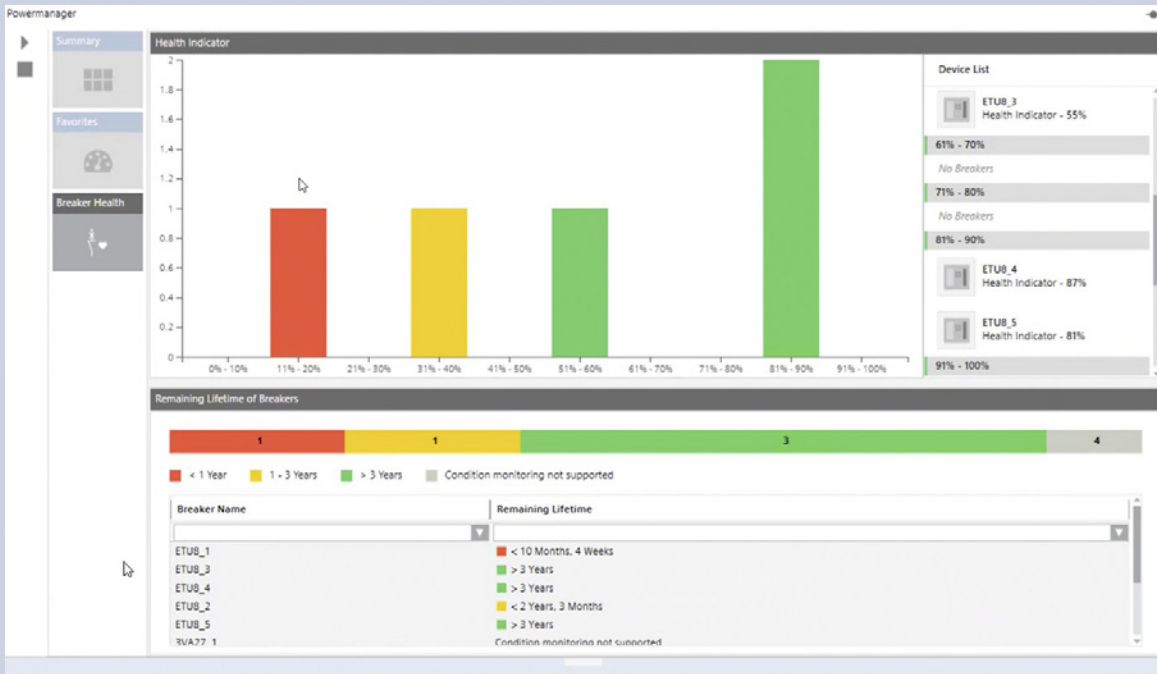 Powermanager
Summary
Favorites
Breaker Health
Health Indicator
2
1.8
1.6
1.4
1.2
1
0.8
0.6
0.4
0.2
0
0% - 10% 11% - 20% 21% - 30% 31% - 40% 41% - 50% 51% - 60% 61% - 70% 71% - 80% 81% - 90% 91% - 100%
Device List
ETU8_3
Health Indicator - 55%
61% - 70%
No Breakers
71% - 80%
No Breakers
81% - 90%
ETU8_4
Health Indicator - 87%
ETU8_5
Health Indicator - 81%
91% - 100%
Remaining Lifetime of Breakers
1 1 3 4
< 1 Year 1 - 3 Years > 3 Years Condition monitoring not supported
Breaker Name Remaining Lifetime
ETU8_1 < 10 Months, 4 Weeks
ETU8_3 > 3 Years
ETU8_4 > 3 Years
ETU8_2 < 2 Years, 3 Months
ETU8_5 > 3 Years
3VA27_1 Condition monitoring not supported